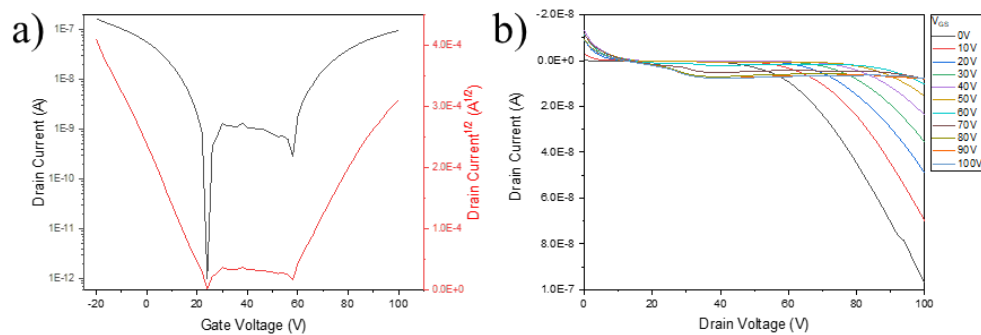 a)
1E-7
1E-8
1E-9
1E-10
1E-11
1E-12
Drain Current (A)
-20 0 20 40 60 80 100
Gate Voltage (V)
4.0E-4
3.0E-4
2.0E-4
1.0E-4
0.0E+0
Drain Current^1/2 (A^1/2)
b)
-2.0E-8
0.0E+0
2.0E-8
4.0E-8
6.0E-8
8.0E-8
1.0E-7
Drain Current (A)
0 20 40 60 80 100
Drain Voltage (V)
VGS
0V
10V
20V
30V
40V
50V
60V
70V
80V
90V
100V